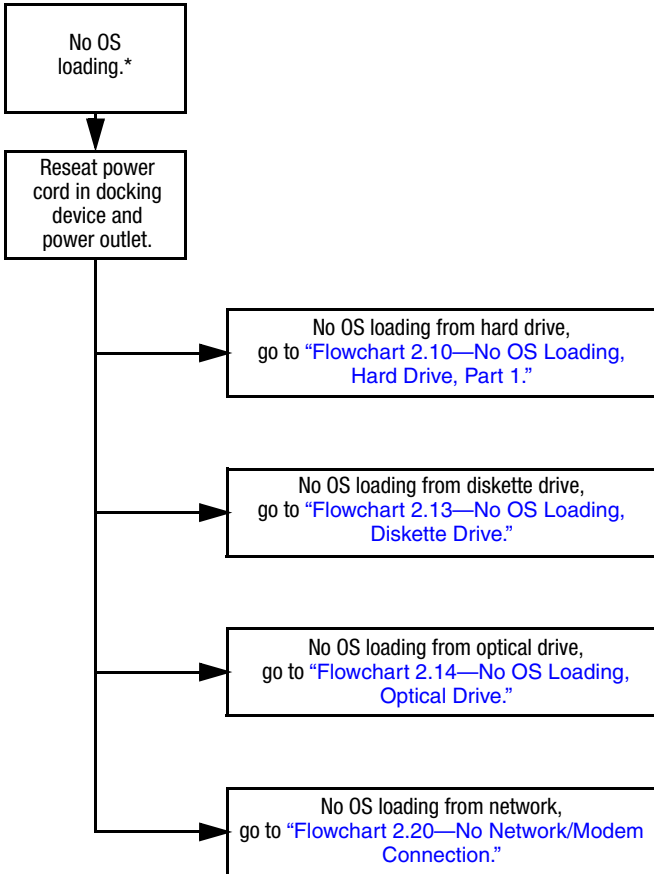 No OS
loading.*
Reseat power
cord in docking
device and
power outlet.
No OS loading from hard drive,
go to “Flowchart 2.10—No OS Loading,
Hard Drive, Part 1.”
No OS loading from diskette drive,
go to “Flowchart 2.13—No OS Loading,
Diskette Drive.”
No OS loading from optical drive,
go to “Flowchart 2.14—No OS Loading,
Optical Drive.”
No OS loading from network,
go to “Flowchart 2.20—No Network/Modem
Connection.”